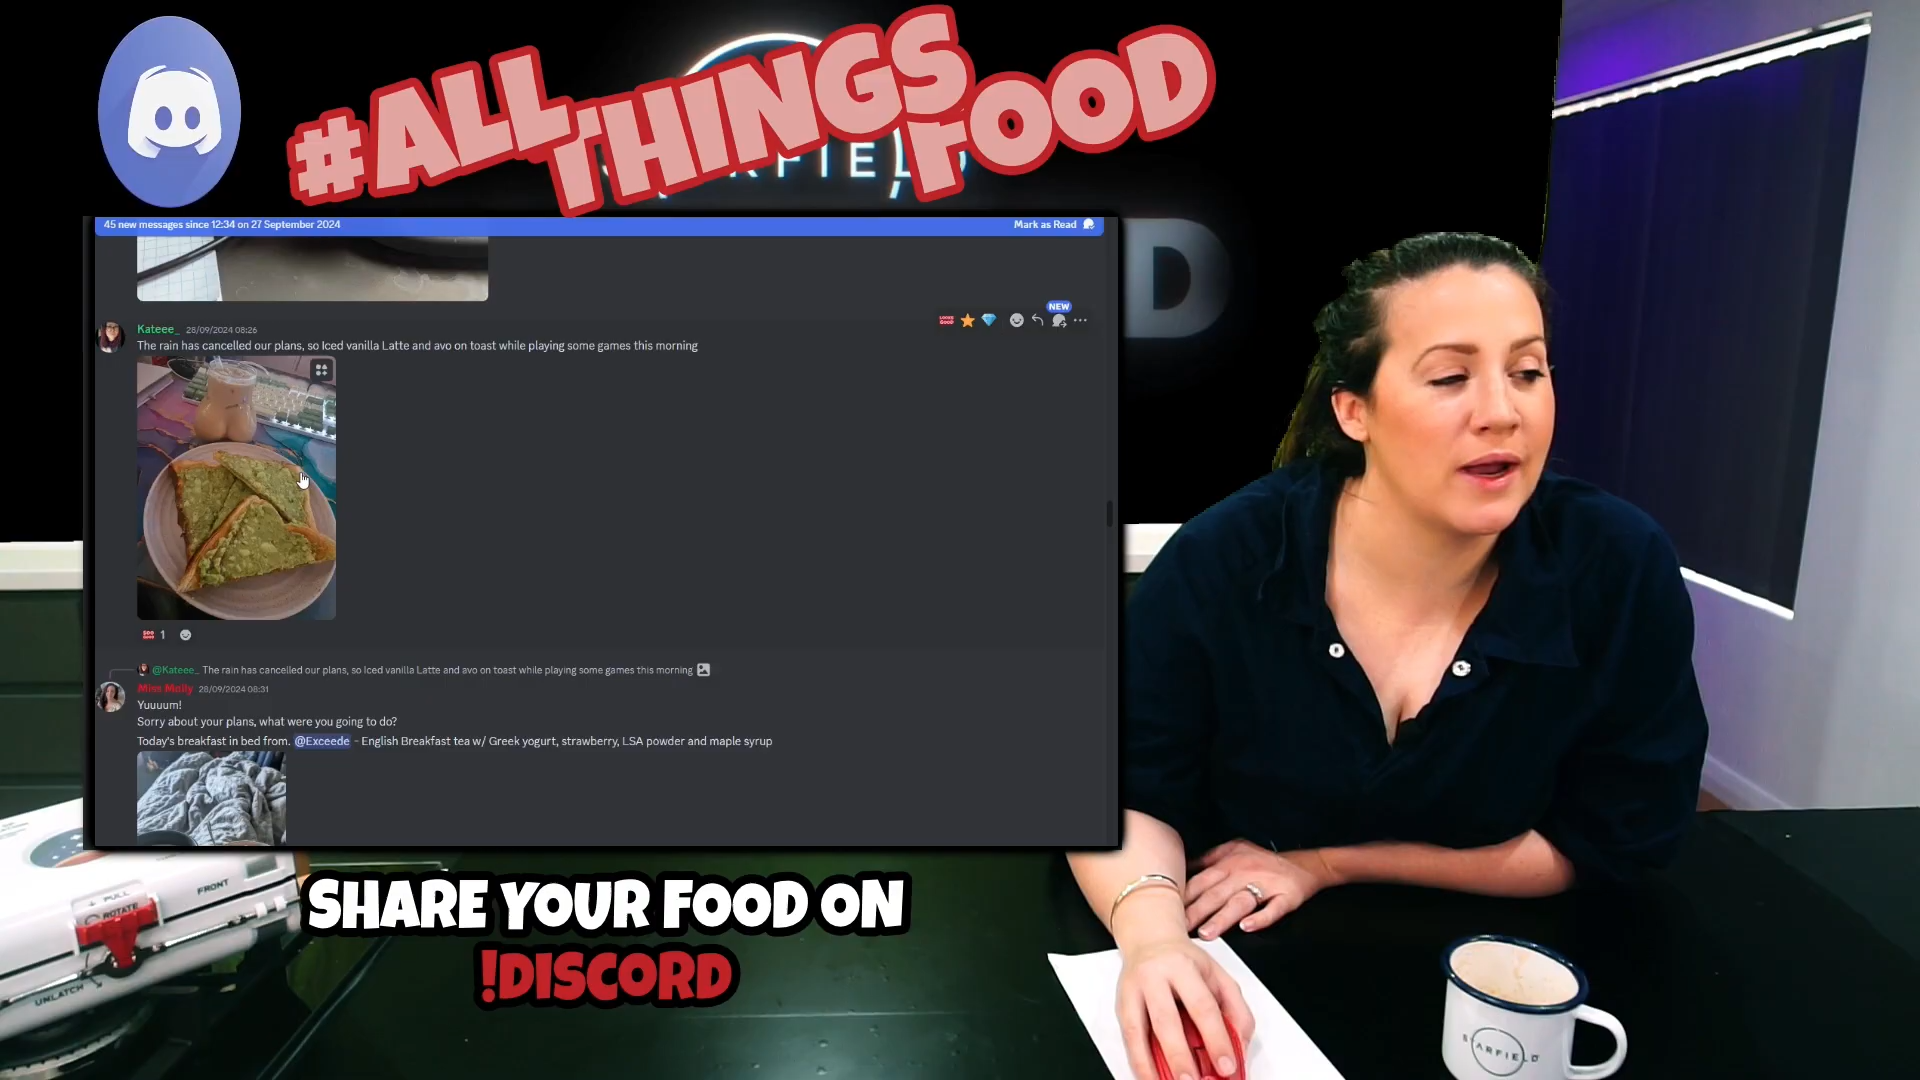 #ALL
THINGS
FOOD
D
45 new messages since 12:34 on 27 September 2024
Mark as Read
NEW
Kateee_ 28/09/2024 08:26
The rain has cancelled our plans, so Iced vanilla Latte and avo on toast while playing some games this morning
1
@Kateee_ The rain has cancelled our plans, so Iced vanilla Latte and avo on toast while playing some games this morning
Miss Molly 28/09/2024 08:31
Yuuuum!
Sorry about your plans, what were you going to do?
Today's breakfast in bed from. @Exceede - English Breakfast tea w/ Greek yogurt, strawberry, LSA powder and maple syrup
PULL
ROTATE
FRONT
UNLATCH
SHARE YOUR FOOD ON
!DISCORD
STARFIELD